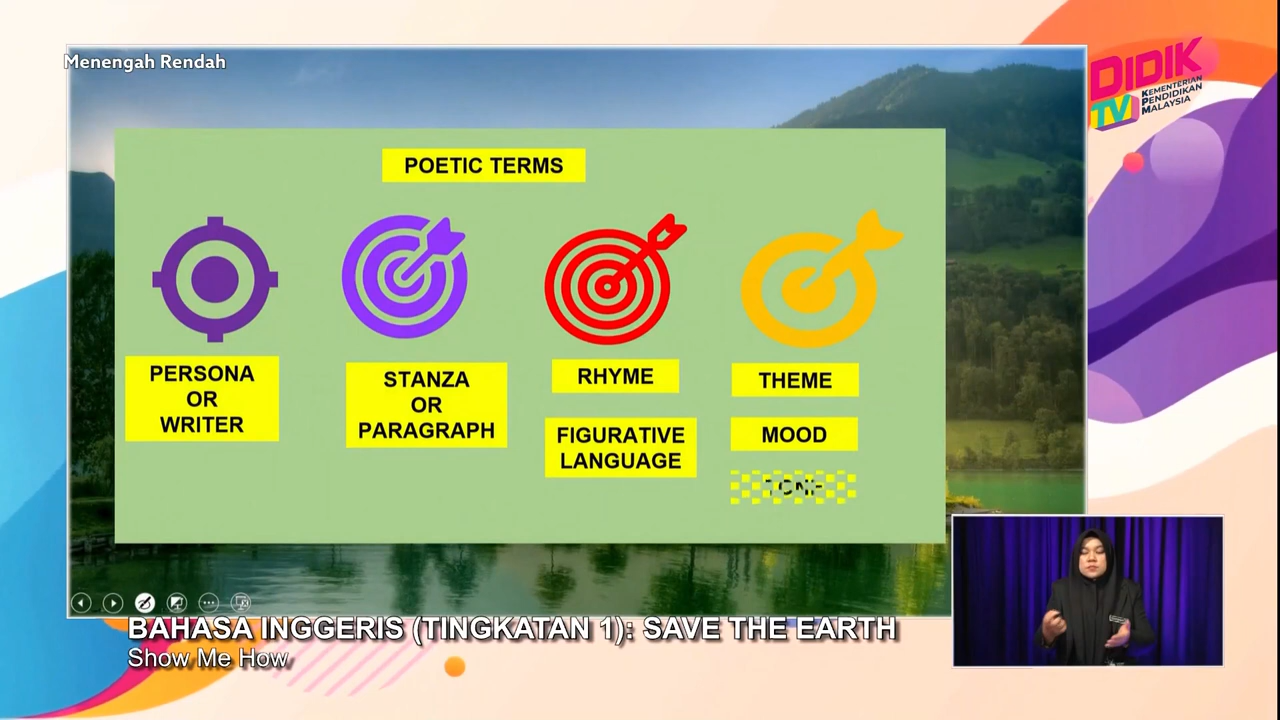 Menengah Rendah
DIDIK
TV
KEMENTERIAN
PENDIDIKAN
MALAYSIA
POETIC TERMS
PERSONA
OR
WRITER
STANZA
OR
PARAGRAPH
RHYME
FIGURATIVE
LANGUAGE
THEME
MOOD
BAHASA INGGERIS (TINGKATAN 1): SAVE THE EARTH
Show Me How